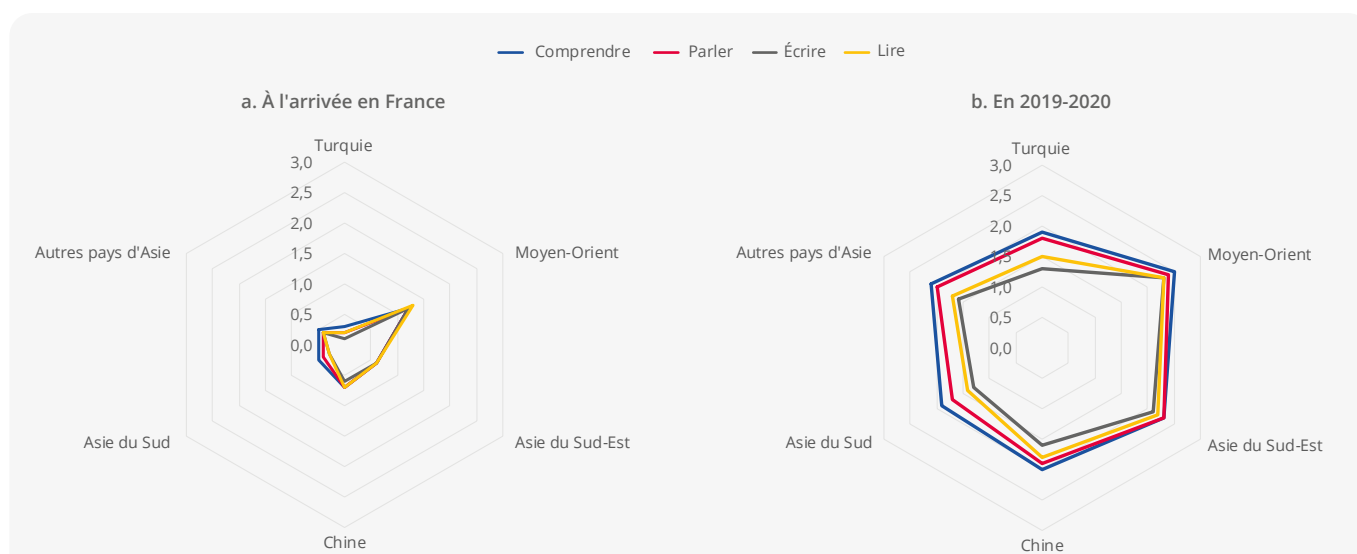 Comprendre Parler Écrire Lire
a. À l'arrivée en France
Turquie
3,0
2,5
2,0
1,5
1,0
0,5
0,0
Autres pays d'Asie
Moyen-Orient
Asie du Sud
Asie du Sud-Est
Chine
b. En 2019-2020
Turquie
3,0
2,5
2,0
1,5
1,0
0,5
0,0
Autres pays d'Asie
Moyen-Orient
Asie du Sud
Asie du Sud-Est
Chine